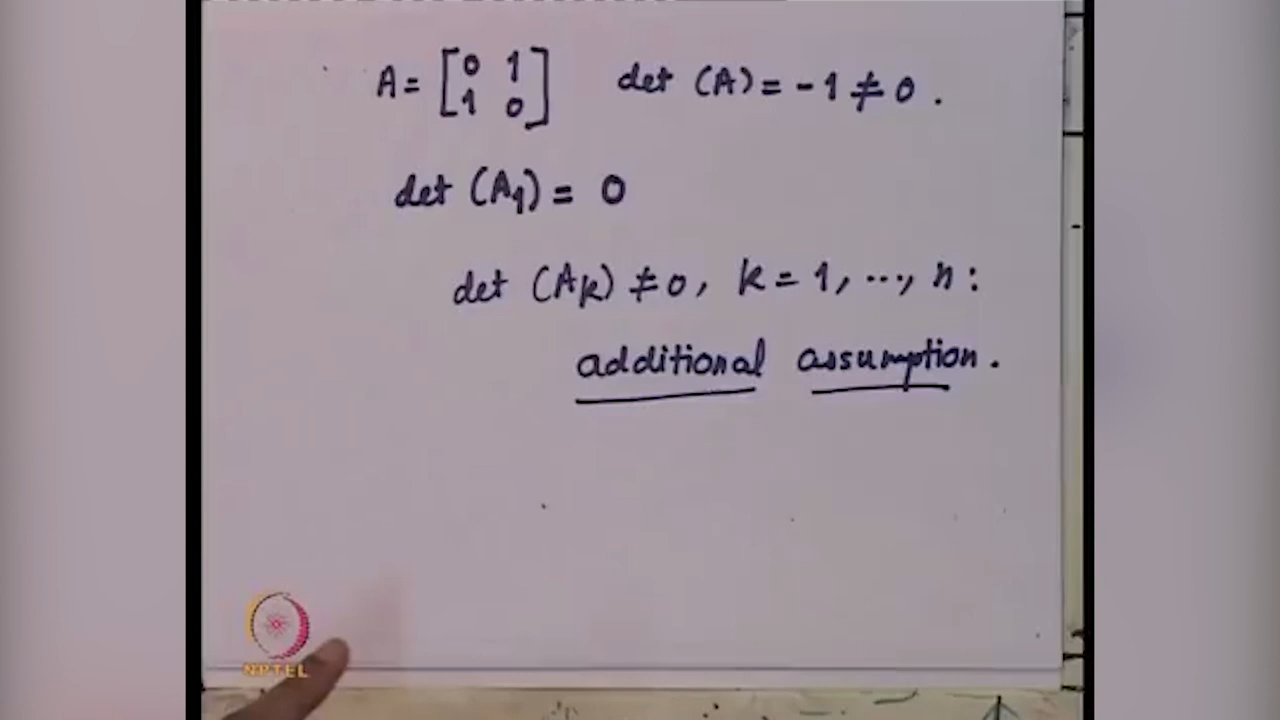 A = [0 1 1 0] det (A) = -1 ≠ 0 .
det (A₁) = 0
det (Aₖ) ≠ 0, k = 1, ..., n :
additional assumption .
NPTEL